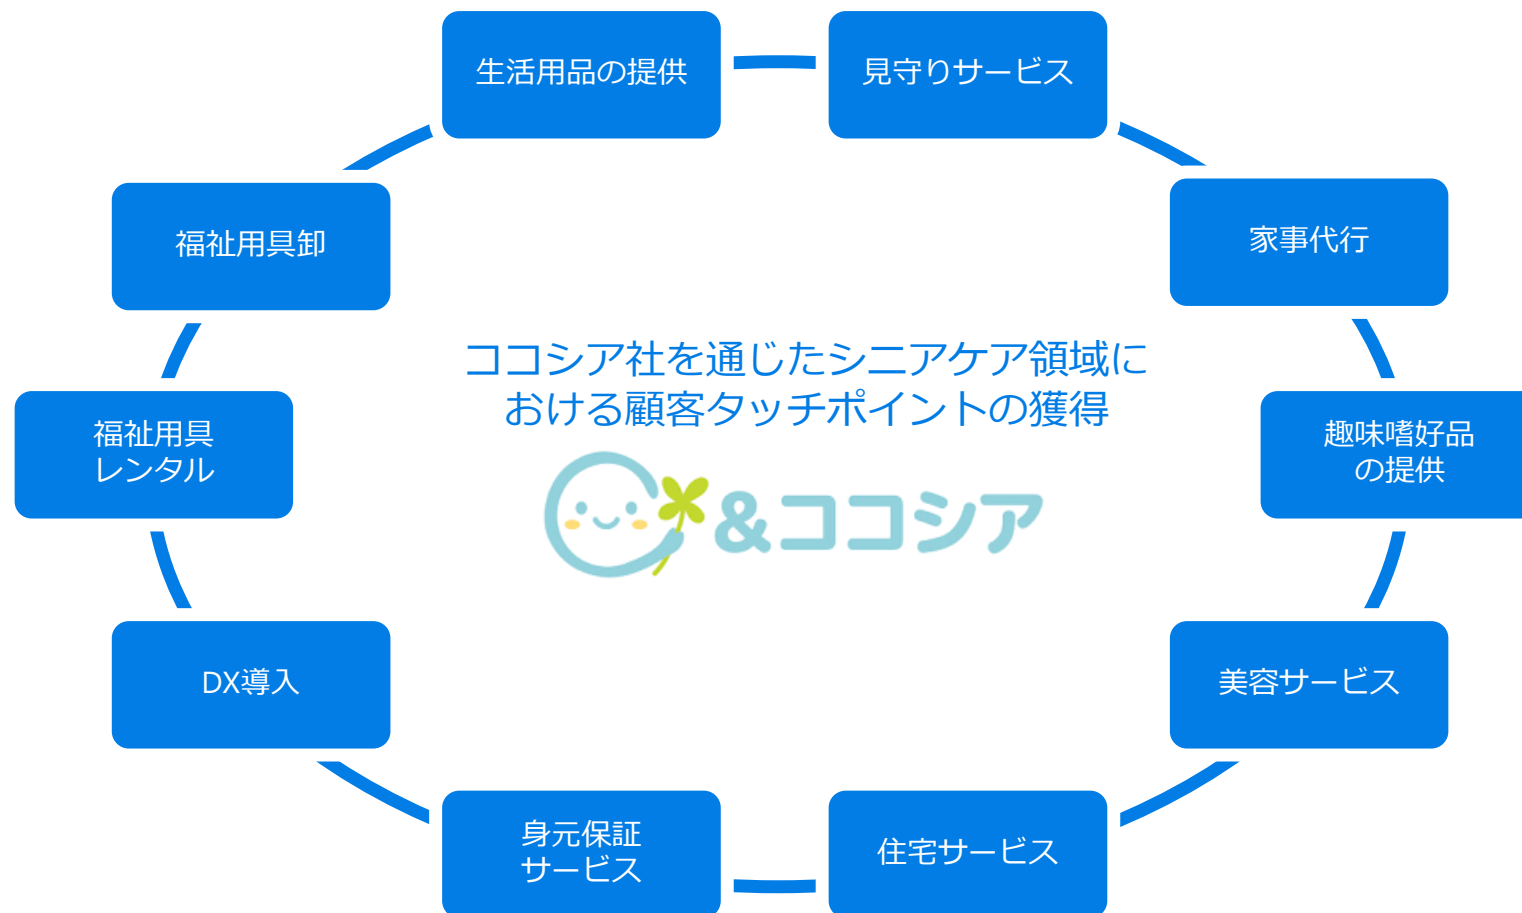 生活用品の提供
見守りサービス
福祉用具卸
家事代行
ココシア社を通じたシニアケア領域に
おける顧客タッチポイントの獲得
福祉用具
レンタル
趣味嗜好品
の提供
&ココシア
DX導入
美容サービス
身元保証
サービス
住宅サービス